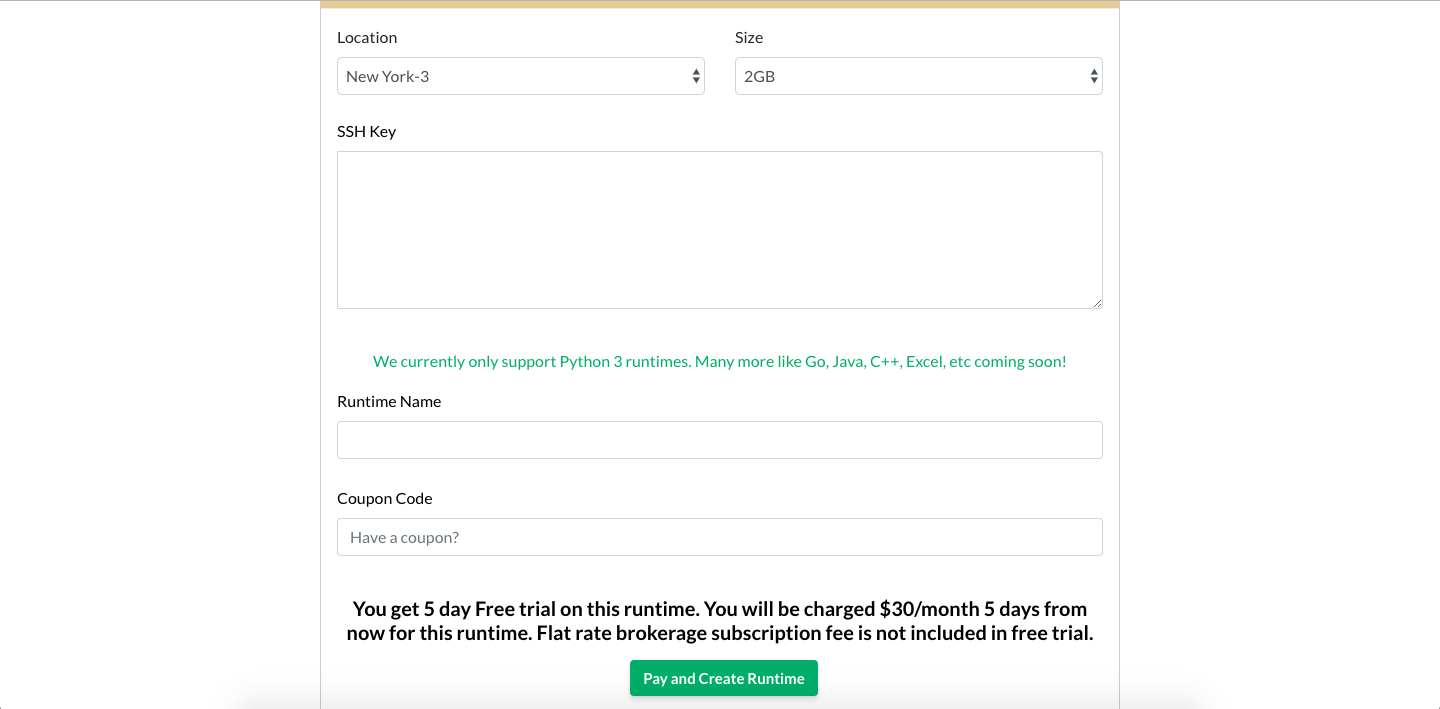 Location
Size
New York-3
2GB
SSH Key
We currently only support Python 3 runtimes. Many more like Go, Java, C++, Excel, etc coming soon!
Runtime Name
Coupon Code
Have a coupon?
You get 5 day Free trial on this runtime. You will be charged $30/month 5 days from
now for this runtime. Flat rate brokerage subscription fee is not included in free trial.
Pay and Create Runtime